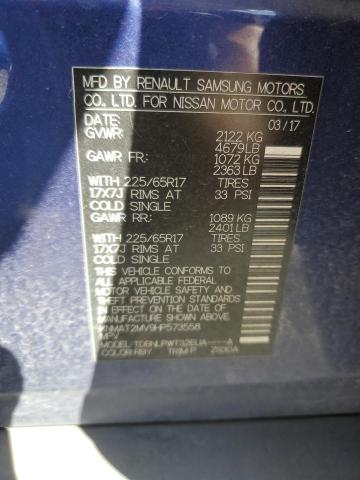 MFD BY RENAULT SAMSUNG MOTORS
CO., LTD. FOR NISSAN MOTOR CO., LTD.
DATE: 03/17
GVWR: 2122 KG
4679LB
GAWR FR: 1072 KG
2363LB
WITH 225/65R17 TIRES
17X7J RIMS AT 33 PSI
COLD SINGLE
GAWR RR: 1089 KG
2401LB
WITH 225/65R17 TIRES
17X7J RIMS AT 33 PSI
COLD SINGLE
THIS VEHICLE CONFORMS TO ALL APPLICABLE FEDERAL
MOTOR VEHICLE SAFETY, BUMPER
AND THEFT PREVENTION STANDARDS
IN EFFECT ON THE DATE OF
MANUFACTURE SHOWN ABOVE.
KNMAT2MV9HP573558
MPV
MODEL: A
COLOR: RBY TRIM: P